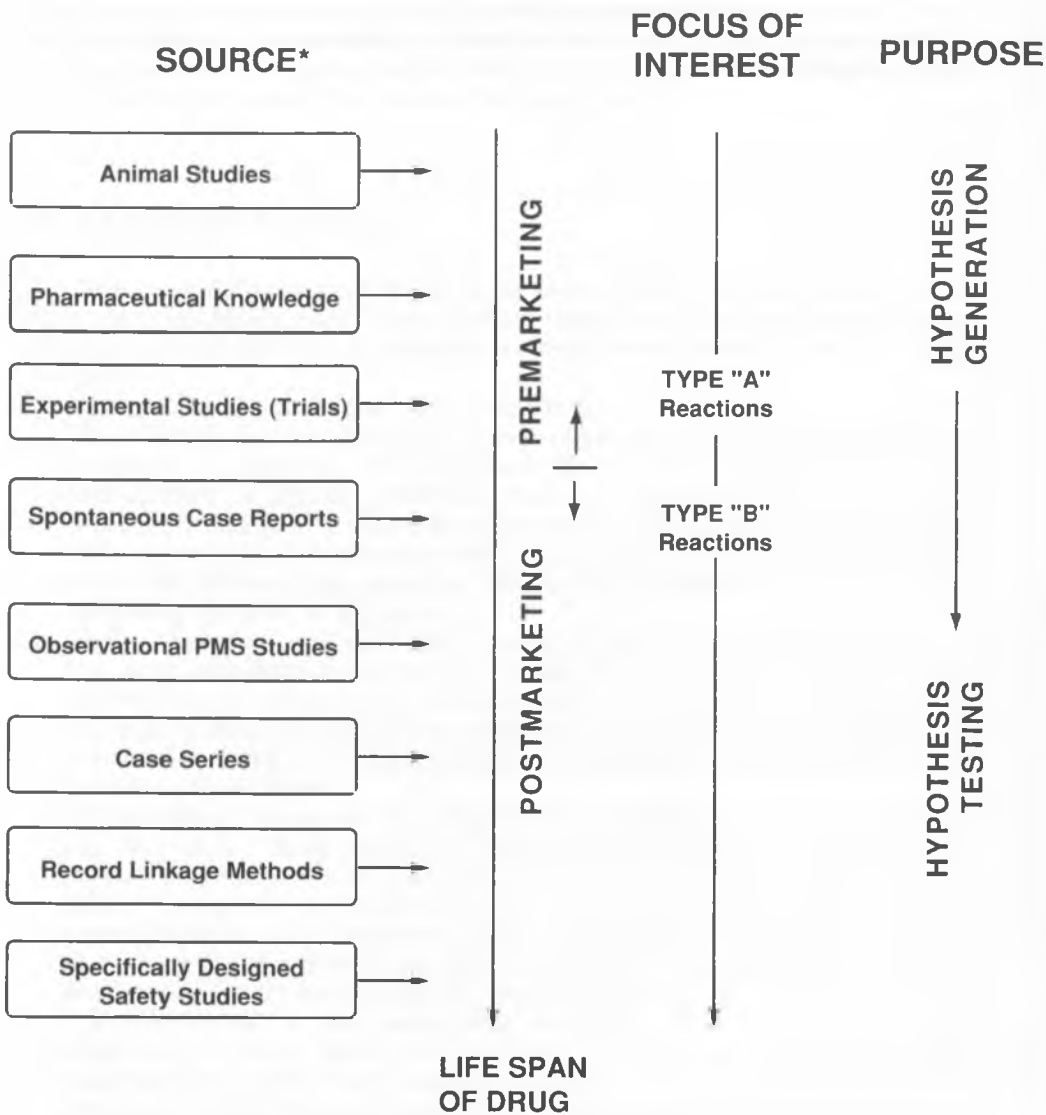 SOURCE*
FOCUS OF
INTEREST
PURPOSE
Animal Studies
Pharmaceutical Knowledge
Experimental Studies (Trials)
Spontaneous Case Reports
Observational PMS Studies
Case Series
Record Linkage Methods
Specifically Designed
Safety Studies
PREMARKETING
POSTMARKETING
LIFE SPAN
OF DRUG
TYPE "A"
Reactions
TYPE "B"
Reactions
HYPOTHESIS
GENERATION
HYPOTHESIS
TESTING